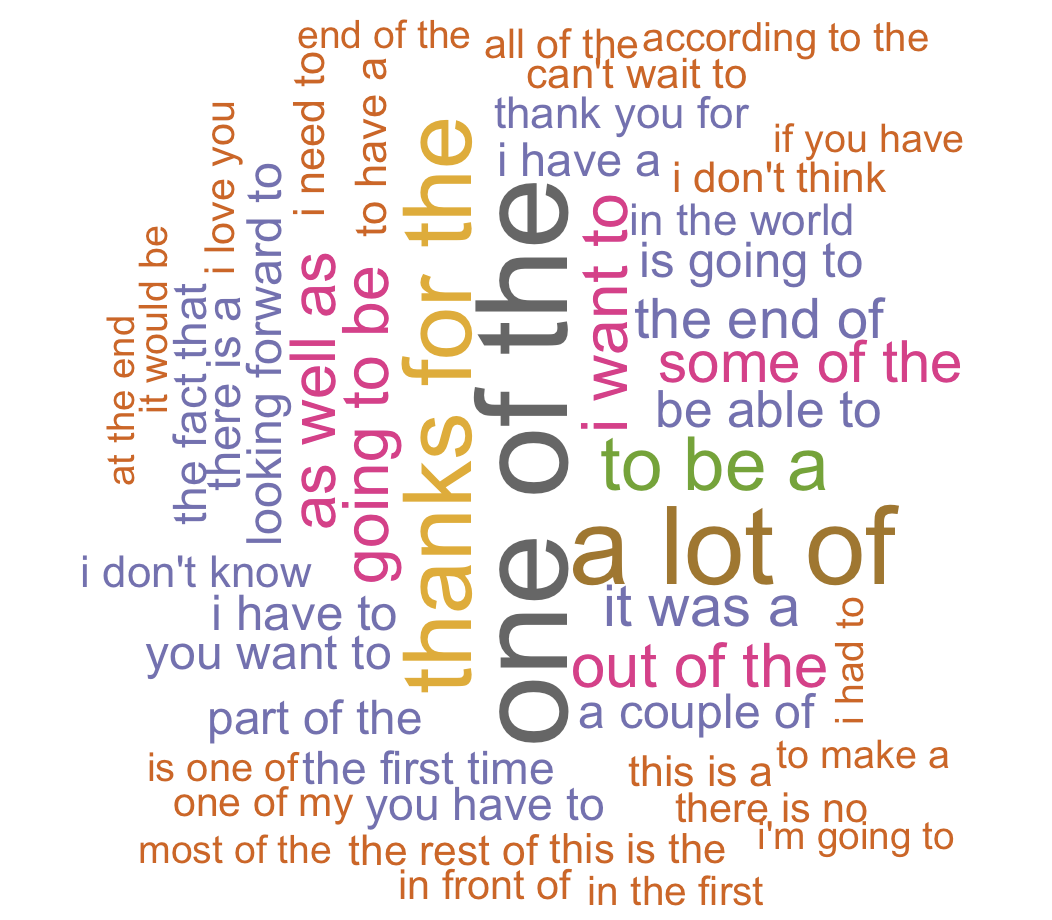 end of the
all of the
according to the
can't wait to
thank you for
if you have
i have a
i don't think
in the world
is going to
the end of
some of the
be able to
to be a
a lot of
it was a
out of the
a couple of
i had to
i want to
one of the
thanks for the
to have a
i need to
going to be
as well as
i love you
looking forward to
there is a
the fact that
it would be
at the end
i don't know
i have to
you want to
part of the
is one of
the first time
this is a
to make a
one of my
you have to
there is no
i'm going to
most of the
the rest of
this is the
in front of
in the first